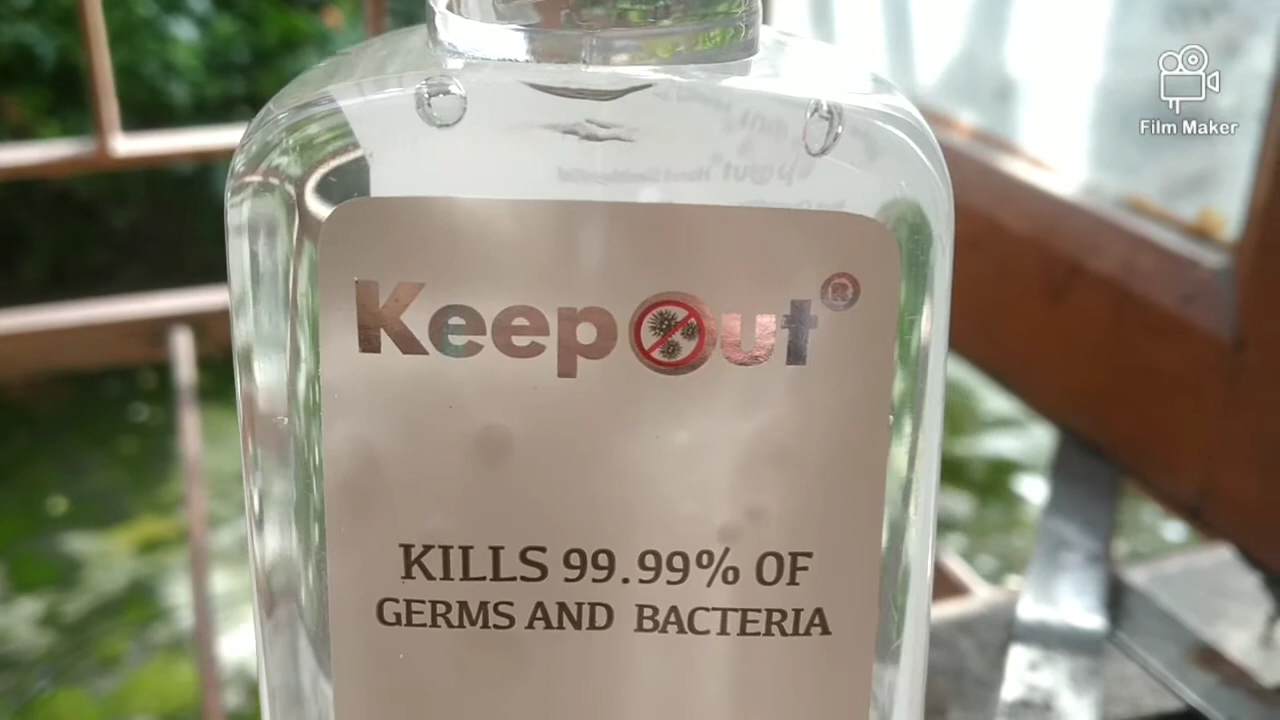 Film Maker
KeepOut®
KILLS 99.99% OF
GERMS AND BACTERIA